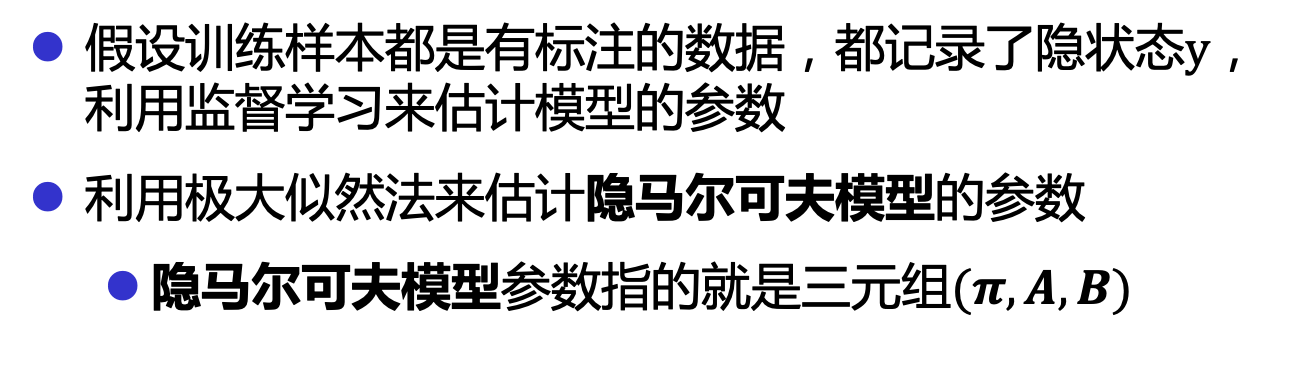 假设训练样本都是有标注的数据，都记录了隐状态y，
利用监督学习来估计模型的参数
利用极大似然法来估计隐马尔可夫模型的参数
隐马尔可夫模型参数指的就是三元组(π, A, B)